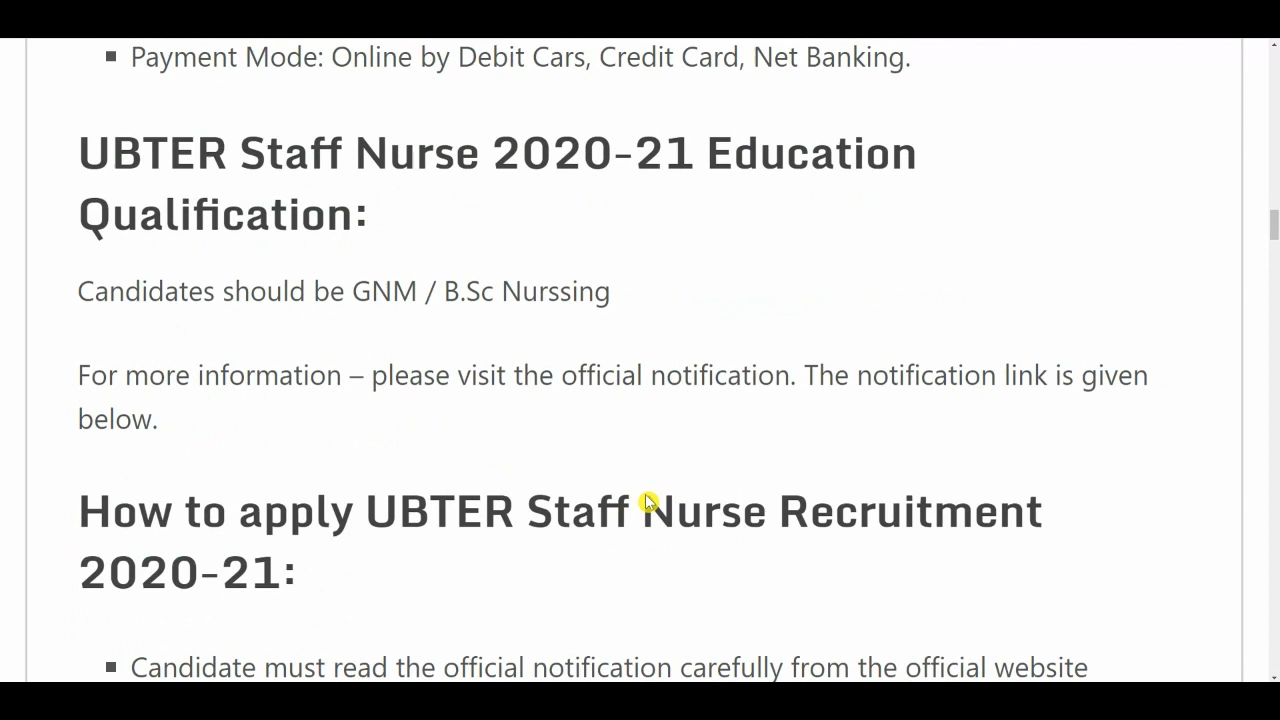 ▪ Payment Mode: Online by Debit Cars, Credit Card, Net Banking.
UBTER Staff Nurse 2020-21 Education
Qualification:
Candidates should be GNM / B.Sc Nurssing
For more information – please visit the official notification. The notification link is given
below.
How to apply UBTER Staff Nurse Recruitment
2020-21:
▪ Candidate must read the official notification carefully from the official website